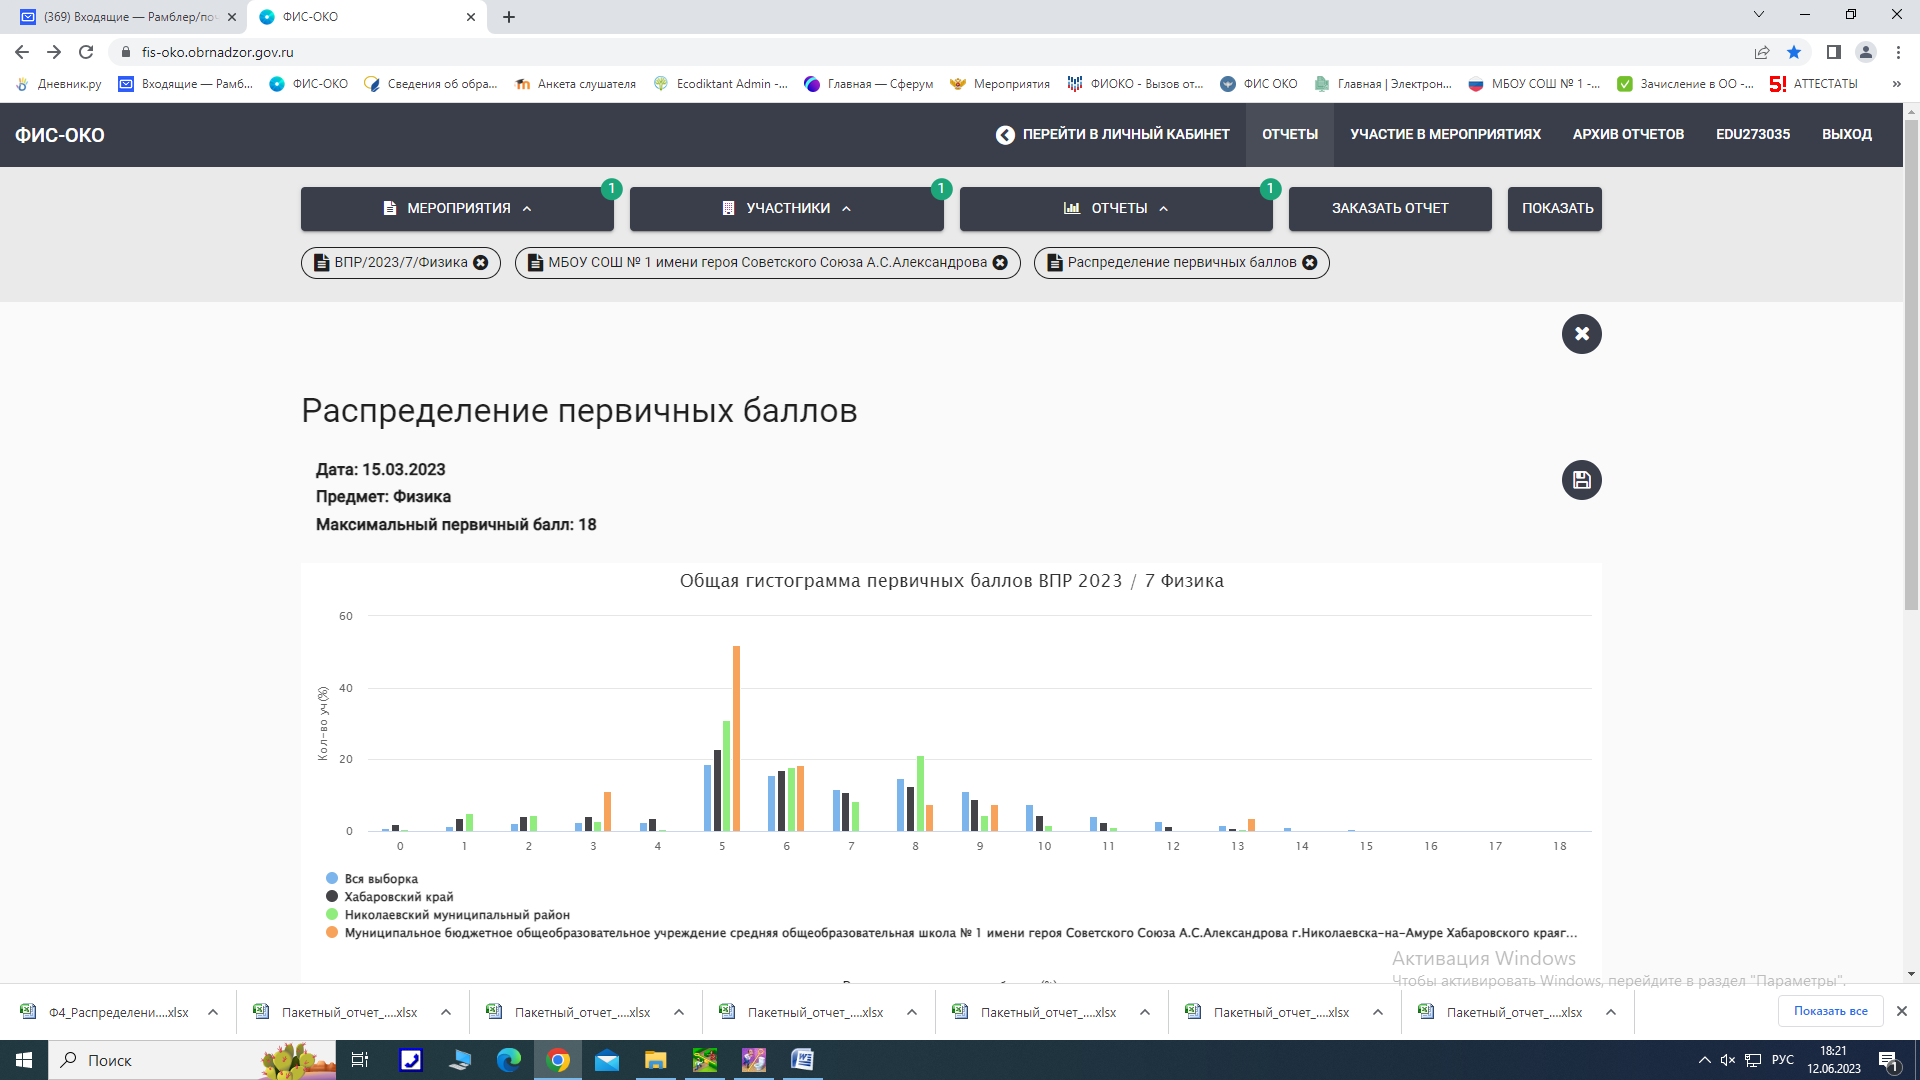 (369) Входящие — Рамблер/поч
ФИС-ОКО
fis-oko.obrnadzor.gov.ru
Дневник.ру
Входящие — Рамб...
ФИС-ОКО
Сведения об обра...
Анкета слушателя
Ecodiktant Admin -...
Главная — Сферум
Мероприятия
ФИОКО - Вызов от...
ФИС ОКО
Главная | Электрон...
МБОУ СОШ № 1 -...
Зачисление в ОО -...
5! АТТЕСТАТЫ
»
ФИС-ОКО
ПЕРЕЙТИ В ЛИЧНЫЙ КАБИНЕТ
ОТЧЕТЫ
УЧАСТИЕ В МЕРОПРИЯТИЯХ
АРХИВ ОТЧЕТОВ
EDU273035
ВЫХОД
МЕРОПРИЯТИЯ
1
УЧАСТНИКИ
1
ОТЧЕТЫ
1
ЗАКАЗАТЬ ОТЧЕТ
ПОКАЗАТЬ
ВПР/2023/7/Физика
МБОУ СОШ № 1 имени героя Советского Союза А.С.Александрова
Распределение первичных баллов
Распределение первичных баллов
Дата: 15.03.2023
Предмет: Физика
Максимальный первичный балл: 18
Общая гистограмма первичных баллов ВПР 2023 / 7 Физика
Кол-во уч(%)
60
40
20
0
0 1 2 3 4 5 6 7 8 9 10 11 12 13 14 15 16 17 18
Вся выборка
Хабаровский край
Николаевский муниципальный район
Муниципальное бюджетное общеобразовательное учреждение средняя общеобразовательная школа № 1 имени героя Советского Союза А.С.Александрова г.Николаевска-на-Амуре Хабаровского краяг...
Активация Windows
Чтобы активировать Windows, перейдите в раздел "Параметры".
Ф4_Распределени....xlsx
Пакетный_отчет_....xlsx
Пакетный_отчет_....xlsx
Пакетный_отчет_....xlsx
Пакетный_отчет_....xlsx
Пакетный_отчет_....xlsx
Пакетный_отчет_....xlsx
Показать все
Поиск
РУС
18:21
12.06.2023
1